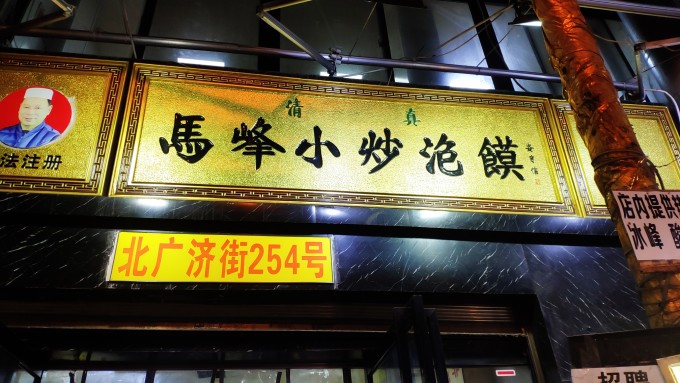 清真
馬峰小炒泡饃
法注册
北广济街254号
店内提供
冰峰 酸
招聘